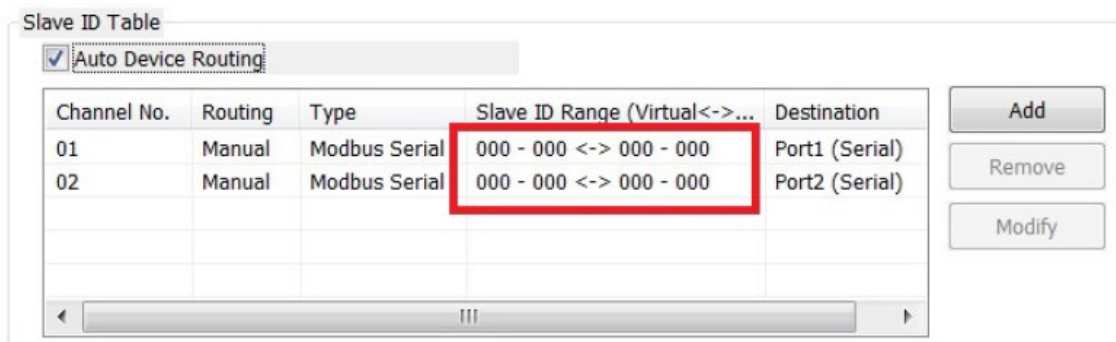 Slave ID Table
Auto Device Routing
Channel No. Routing Type Slave ID Range (Virtual<->... Destination
01 Manual Modbus Serial 000 - 000 <-> 000 - 000 Port1 (Serial)
02 Manual Modbus Serial 000 - 000 <-> 000 - 000 Port2 (Serial)
Add
Remove
Modify